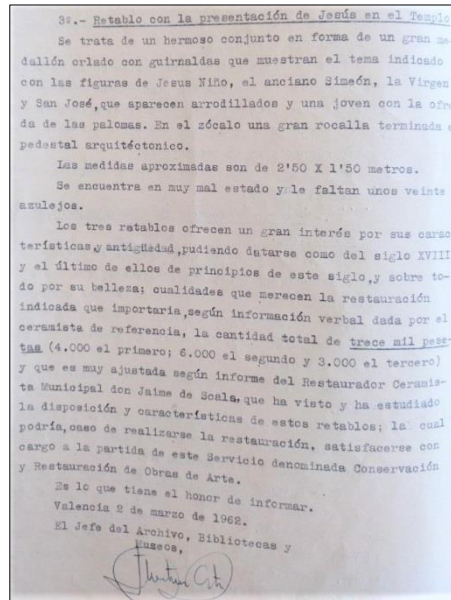 3º.- Retablo con la presentación de Jesús en el Templo
Se trata de un hermoso conjunto en forma de un gran me-
dallón orlado con guirnaldas que muestran el tema indicado
con las figuras de Jesus Niño, el anciano Simeón, la Virgen
y San José, que aparecen arrodillados y una joven con la ofre
da de las palomas. En el zócalo una gran rocalla terminada e
pedestal arquitéctonico.
Las medidas aproximadas son de 2'50 X 1'50 metros.
Se encuentra en muy mal estado y le faltan unos veinte
azulejos.
Los tres retablos ofrecen un gran interés por sus carac
terísticas y antigüedad, pudiendo datarse como del siglo XVIII
y el último de ellos de principios de este siglo, y sobre to-
do por su belleza; cualidades que merecen la restauración
indicada que importaria, según información verbal dada por el
ceramista de referencia, la cantidad total de trece mil pese-
tas (4.000 el primero; 6.000 el segundo y 3.000 el tercero)
y que es muy ajustada según informe del Restaurador Ceramis-
ta Municipal don Jaime de Scala, que ha visto y ha estudiado
la disposición y características de estos retablos; la cual
podría, caso de realizarse la restauración, satisfacerse con
cargo a la partida de este Servicio denominada Conservación
y Restauración de Obras de Arte.
Es lo que tiene el honor de informar.
Valencia 2 de marzo de 1962.
El Jefe del Archivo, Bibliotecas y
Museos,